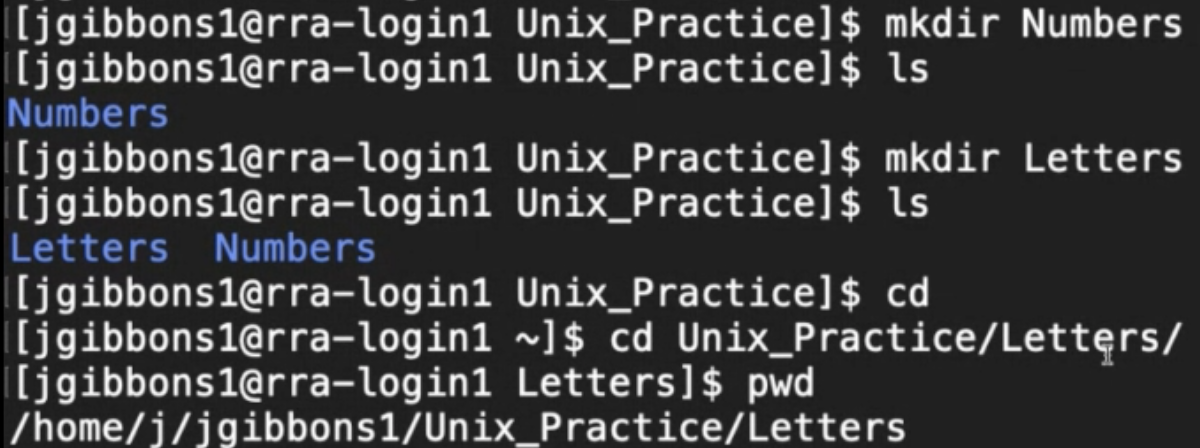 [jgibbons1@rra-login1 Unix_Practice]$ mkdir Numbers
[jgibbons1@rra-login1 Unix_Practice]$ ls
Numbers
[jgibbons1@rra-login1 Unix_Practice]$ mkdir Letters
[jgibbons1@rra-login1 Unix_Practice]$ ls
Letters  Numbers
[jgibbons1@rra-login1 Unix_Practice]$ cd
[jgibbons1@rra-login1 ~]$ cd Unix_Practice/Letters/
[jgibbons1@rra-login1 Letters]$ pwd
/home/j/jgibbons1/Unix_Practice/Letters